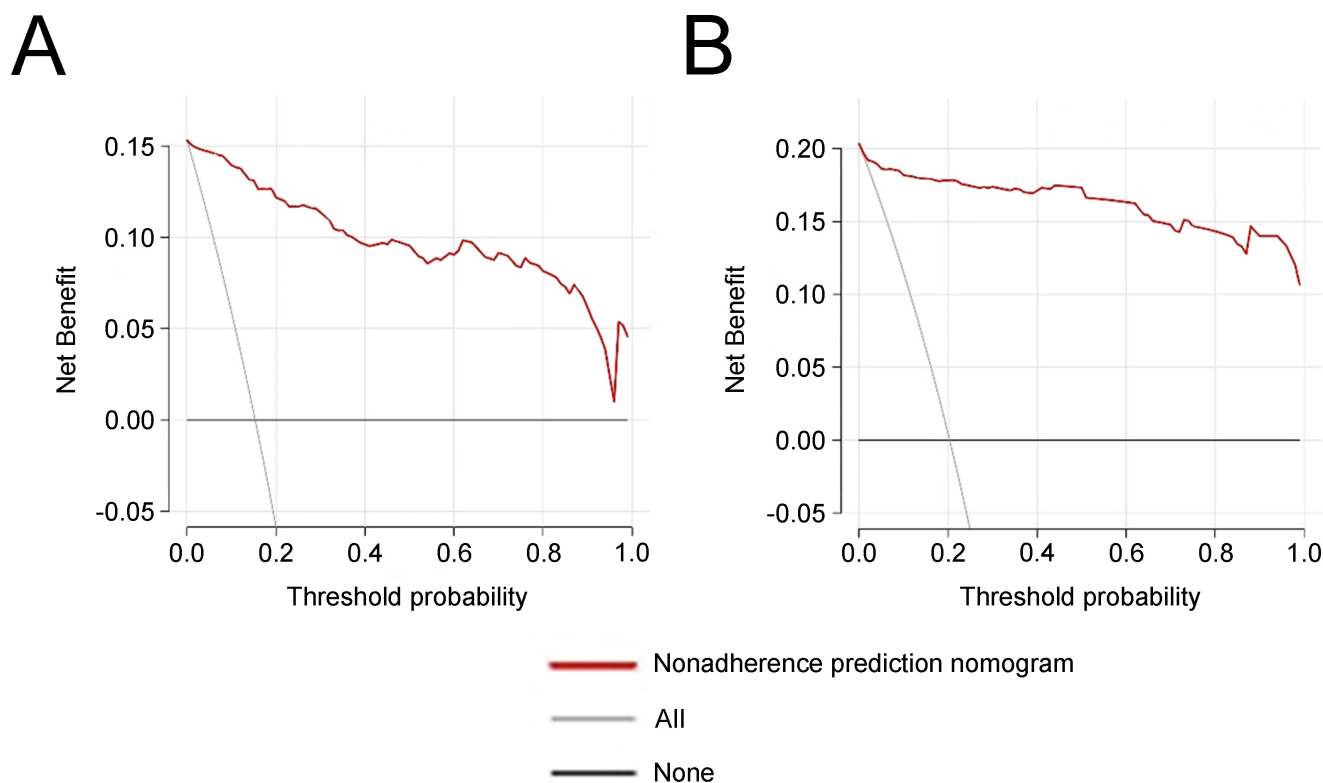 A
B
Net Benefit
0.15
0.10
0.05
0.00
-0.05
0.0 0.2 0.4 0.6 0.8 1.0
Threshold probability
Net Benefit
0.20
0.15
0.10
0.05
0.00
-0.05
0.0 0.2 0.4 0.6 0.8 1.0
Threshold probability
Nonadherence prediction nomogram
All
None